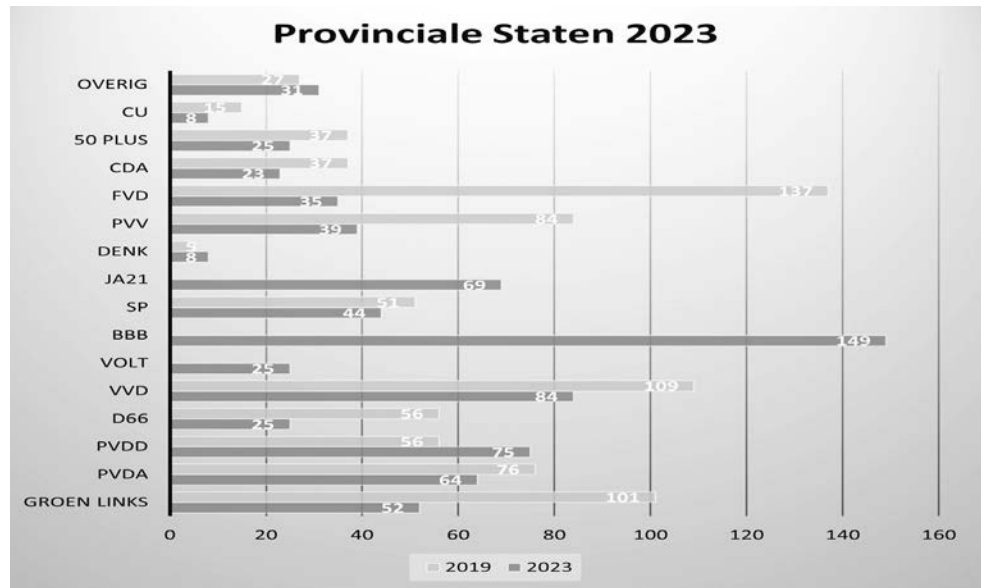 Provinciale Staten 2023
OVERIG 27
31
CU 15
8
50 PLUS 37
25
CDA 37
23
FVD 137
35
PVV 84
39
DENK 5
8
JA21 69
SP 51
44
BBB 149
VOLT 25
VVD 109
84
D66 56
25
PVDD 56
75
PVDA 76
64
GROEN LINKS 101
52
0 20 40 60 80 100 120 140 160
2019 2023